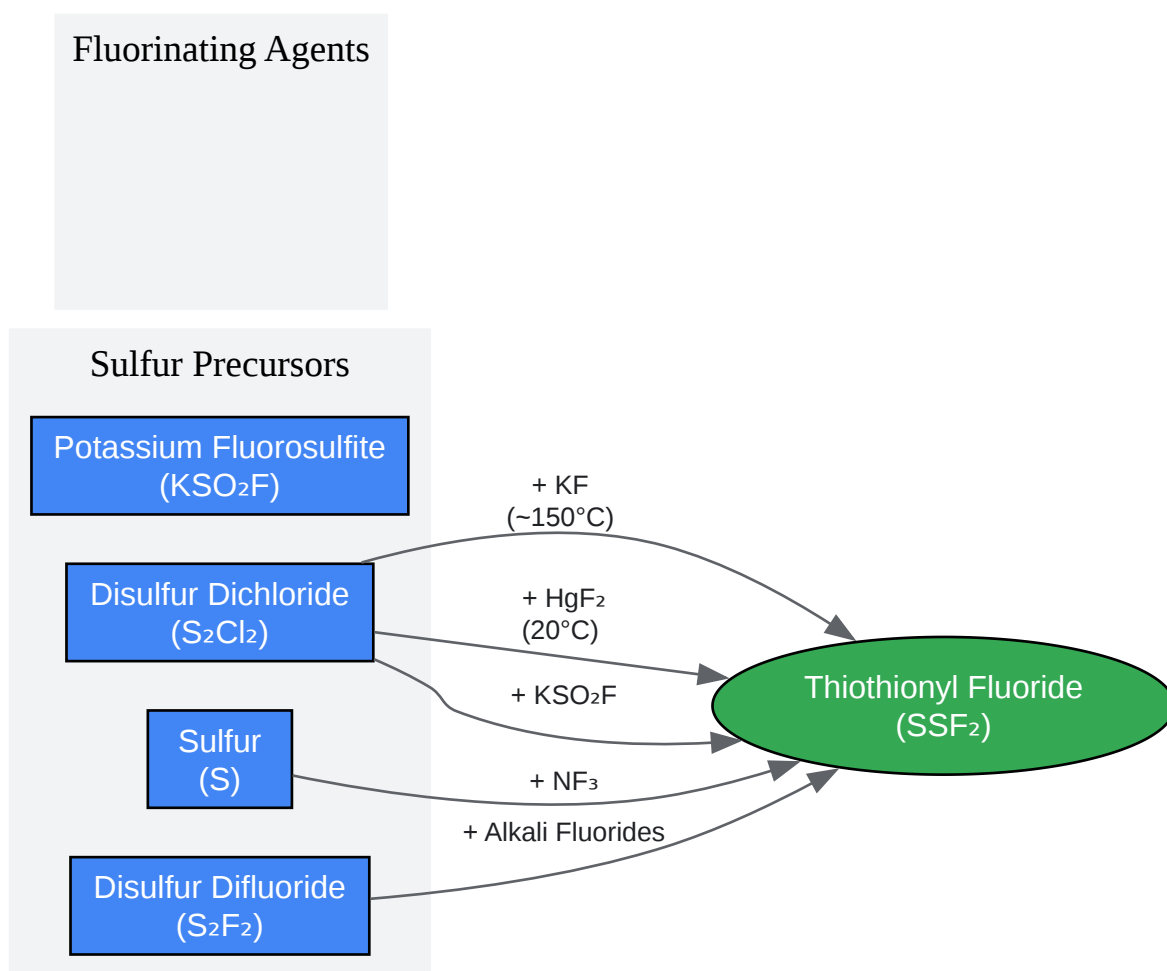 Fluorinating Agents
Sulfur Precursors
Potassium Fluorosulfite
(KSO₂F)
Disulfur Dichloride
(S₂Cl₂)
Sulfur
(S)
Disulfur Difluoride
(S₂F₂)
+ KF
(~150°C)
+ HgF₂
(20°C)
+ KSO₂F
+ NF₃
+ Alkali Fluorides
Thiothionyl Fluoride
(SSF₂)